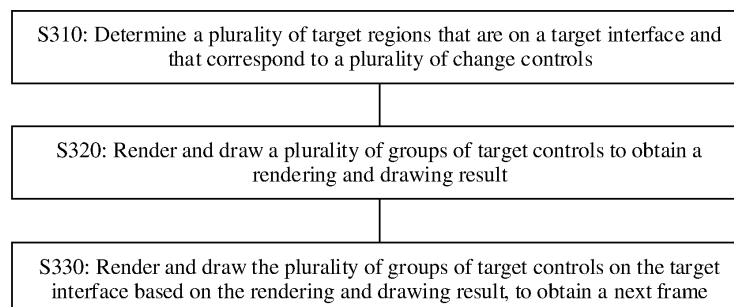 S310: Determine a plurality of target regions that are on a target interface and
that correspond to a plurality of change controls
S320: Render and draw a plurality of groups of target controls to obtain a
rendering and drawing result
S330: Render and draw the plurality of groups of target controls on the target
interface based on the rendering and drawing result, to obtain a next frame